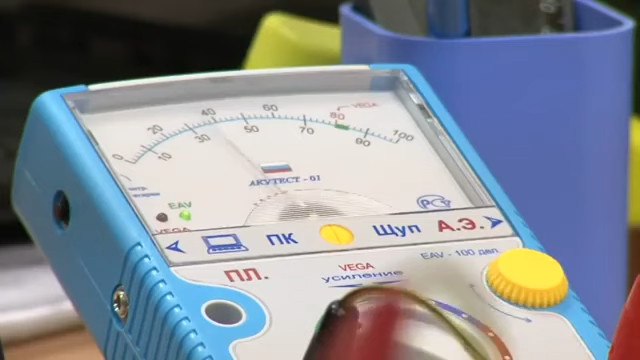 0 10 20 30 40 50 60 70 80 90 100
VEGA
АКУТЕСТ - 01
РСТ
EAV
VEGA
ПК Щуп А.Э.
ПЛ.
VEGA
усиление
EAV - 100 дел.